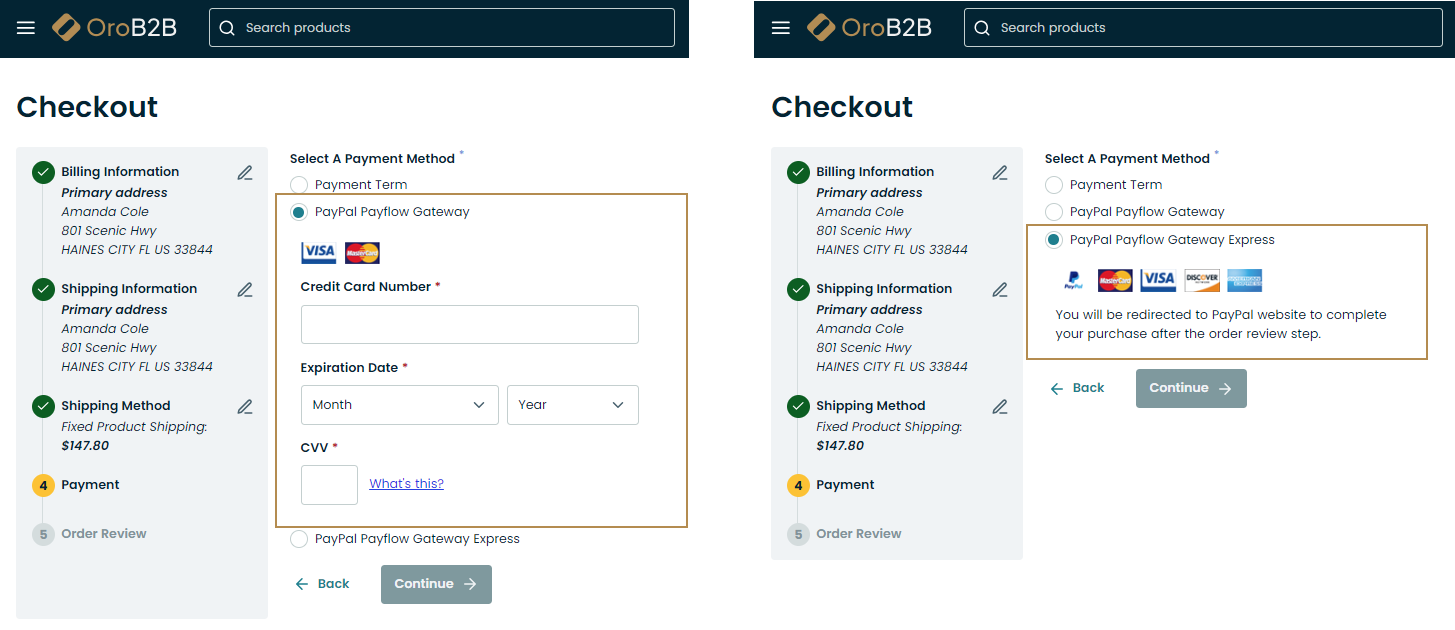 OroB2B
Search products
Checkout
Billing Information
Primary address
Amanda Cole
801 Scenic Hwy
HAINES CITY FL US 33844
Shipping Information
Primary address
Amanda Cole
801 Scenic Hwy
HAINES CITY FL US 33844
Shipping Method
Fixed Product Shipping:
$147.80
4 Payment
5 Order Review
Select A Payment Method *
Payment Term
PayPal Payflow Gateway
VISA MasterCard
Credit Card Number *
Expiration Date *
Month Year
CVV *
What's this?
PayPal Payflow Gateway Express
Back Continue
OroB2B
Search products
Checkout
Billing Information
Primary address
Amanda Cole
801 Scenic Hwy
HAINES CITY FL US 33844
Shipping Information
Primary address
Amanda Cole
801 Scenic Hwy
HAINES CITY FL US 33844
Shipping Method
Fixed Product Shipping:
$147.80
4 Payment
5 Order Review
Select A Payment Method *
Payment Term
PayPal Payflow Gateway
PayPal Payflow Gateway Express
PayPal MasterCard VISA DISCOVER AMERICAN EXPRESS
You will be redirected to PayPal website to complete
your purchase after the order review step.
Back Continue